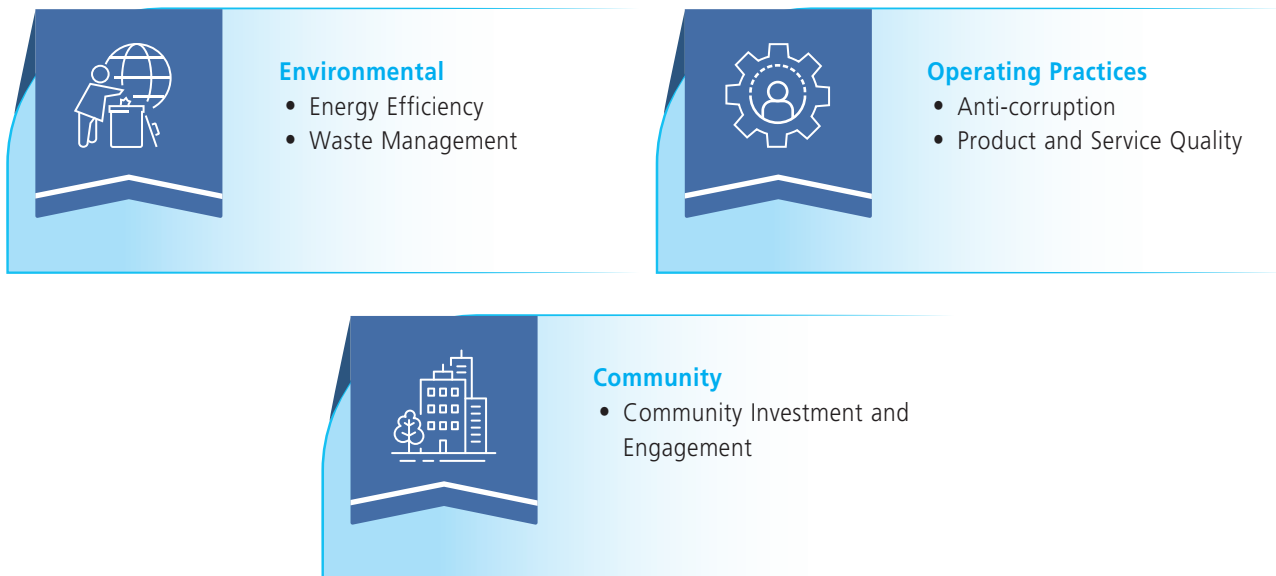 Environmental
• Energy Efficiency
• Waste Management
Operating Practices
• Anti-corruption
• Product and Service Quality
Community
• Community Investment and
Engagement